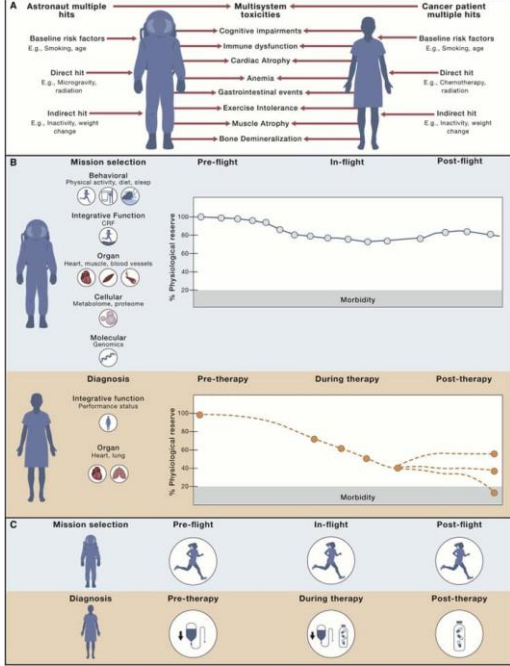 A
Astronaut multiple
hits
Multisystem
toxicities
Cancer patient
multiple hits
Baseline risk factors
E.g., Smoking, age
Direct hit
E.g., Microgravity,
radiation
Indirect hit
E.g., Inactivity, weight
change
Cognitive impairments
Immune dysfunction
Cardiac Atrophy
Anemia
Gastrointestinal events
Exercise Intolerance
Muscle Atrophy
Bone Demineralization
Baseline risk factors
E.g., Smoking, age
Direct hit
E.g., Chemotherapy,
radiation
Indirect hit
E.g., Inactivity, weight
change
B
Mission selection
Pre-flight
In-flight
Post-flight
Behavioral
Physical activity, diet, sleep
Integrative Function
CRF
Organ
Heart, muscle, blood vessels
Cellular
Metabolome, proteome
Molecular
Genomics
% Physiological reserve
100
80
60
40
20
Morbidity
Diagnosis
Pre-therapy
During therapy
Post-therapy
Integrative function
Performance status
Organ
Heart, lung
% Physiological reserve
100
80
60
40
20
Morbidity
C
Mission selection
Pre-flight
In-flight
Post-flight
Diagnosis
Pre-therapy
During therapy
Post-therapy